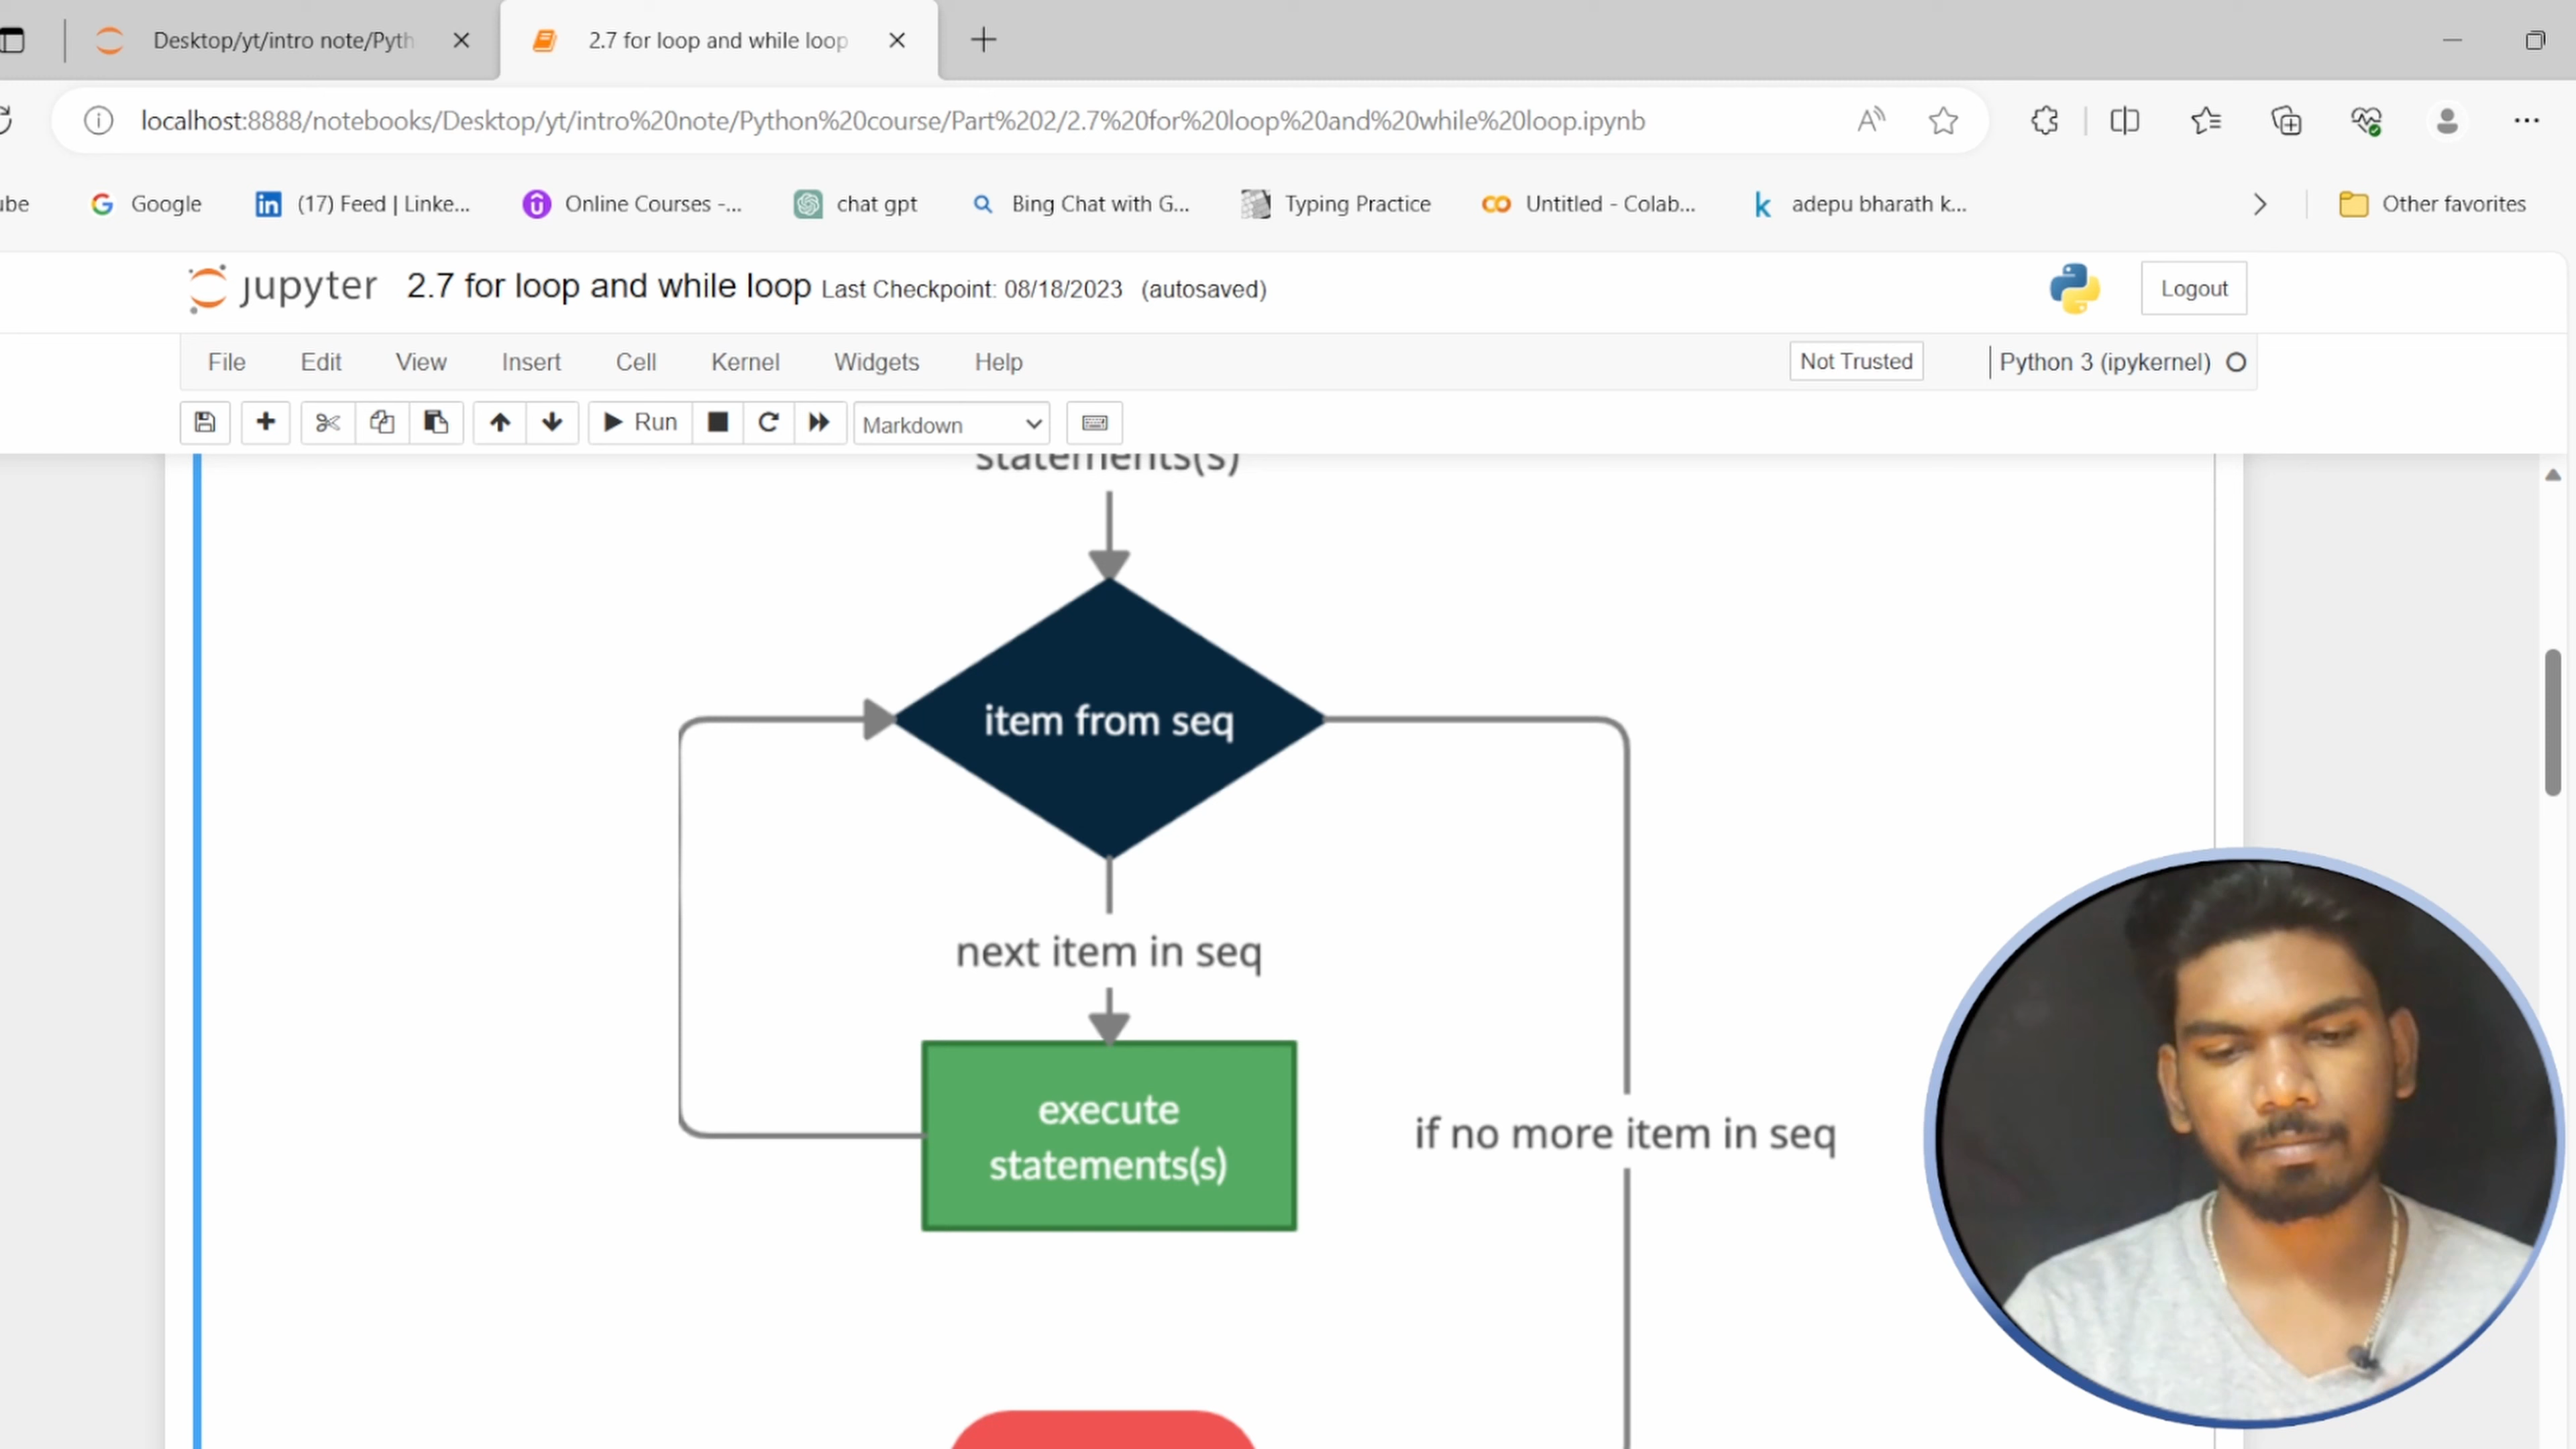 Desktop/yt/intro note/Pyth
2.7 for loop and while loop
localhost:8888/notebooks/Desktop/yt/intro%20note/Python%20course/Part%202/2.7%20for%20loop%20and%20while%20loop.ipynb
ube
Google
(17) Feed | Linke...
Online Courses -...
chat gpt
Bing Chat with G...
Typing Practice
Untitled - Colab...
adepu bharath k...
Other favorites
jupyter 2.7 for loop and while loop Last Checkpoint: 08/18/2023 (autosaved)
Logout
File Edit View Insert Cell Kernel Widgets Help
Not Trusted
Python 3 (ipykernel)
Run
Markdown
statements(s)
item from seq
next item in seq
execute
statements(s)
if no more item in seq